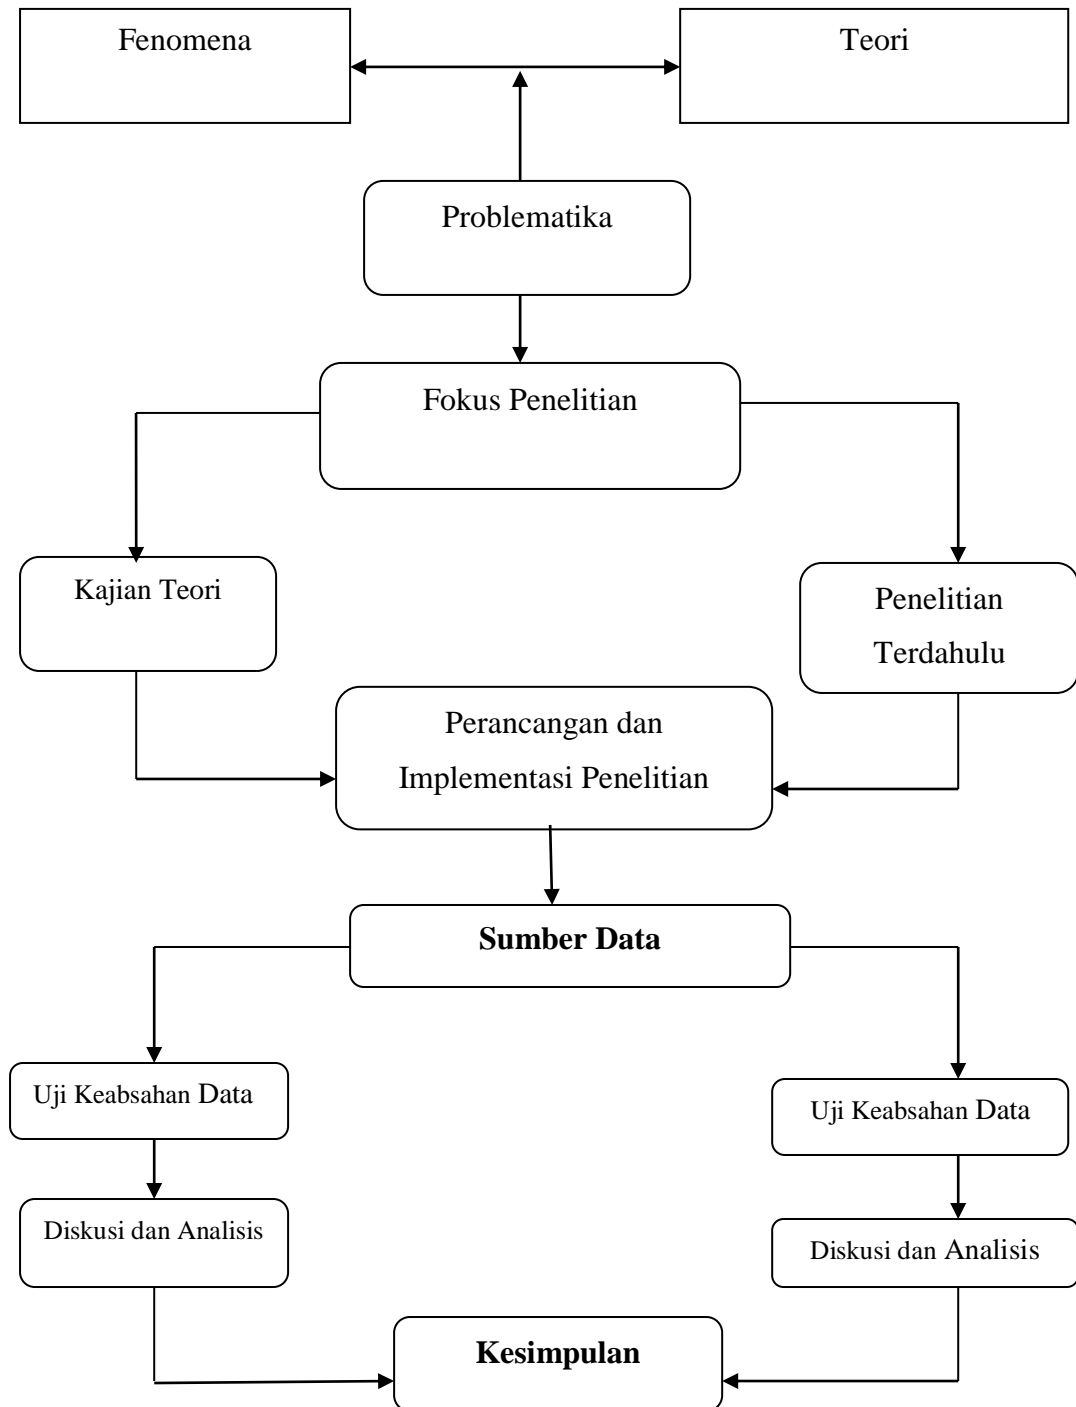 Fenomena
Teori
Problematika
Fokus Penelitian
Kajian Teori
Penelitian
Terdahulu
Perancangan dan
Implementasi Penelitian
Sumber Data
Uji Keabsahan Data
Uji Keabsahan Data
Diskusi dan Analisis
Diskusi dan Analisis
Kesimpulan